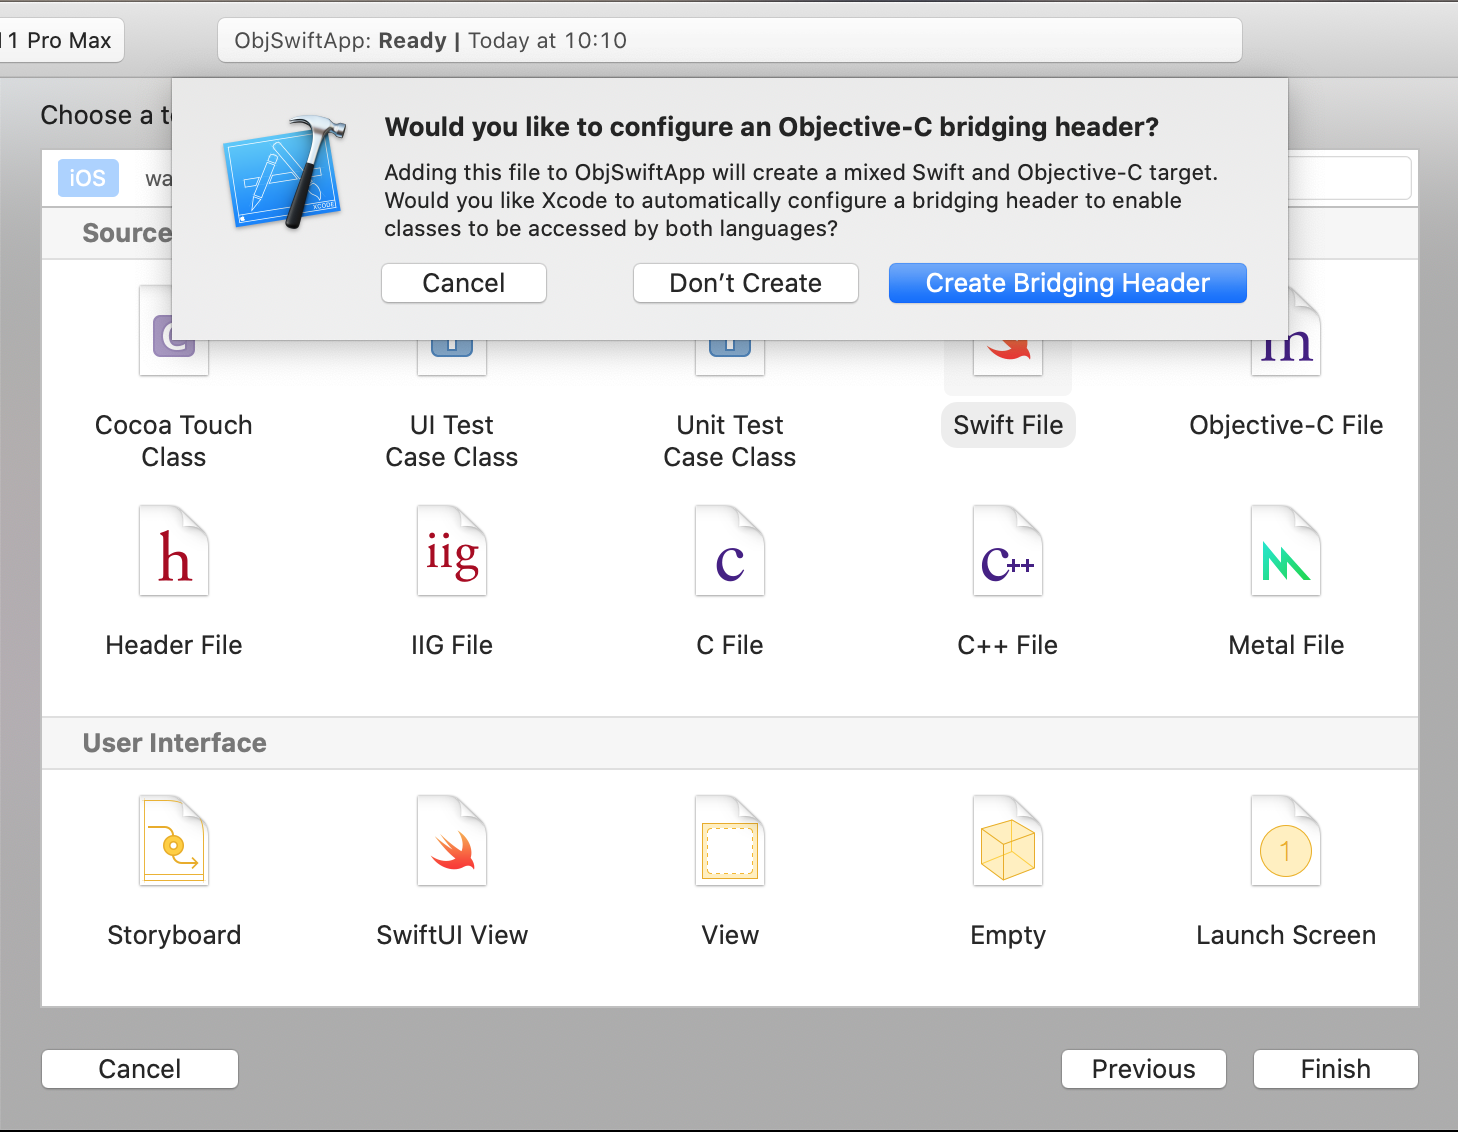 1 Pro Max
ObjSwiftApp: Ready | Today at 10:10
Choose a
Would you like to configure an Objective-C bridging header?
Adding this file to ObjSwiftApp will create a mixed Swift and Objective-C target.
Would you like Xcode to automatically configure a bridging header to enable
classes to be accessed by both languages?
Cancel
Don't Create
Create Bridging Header
iOS
Source
Cocoa Touch
Class
UI Test
Case Class
Unit Test
Case Class
Swift File
Objective-C File
h
iig
c
C++
Header File
IIG File
C File
C++ File
Metal File
User Interface
1
Storyboard
SwiftUI View
View
Empty
Launch Screen
Cancel
Previous
Finish